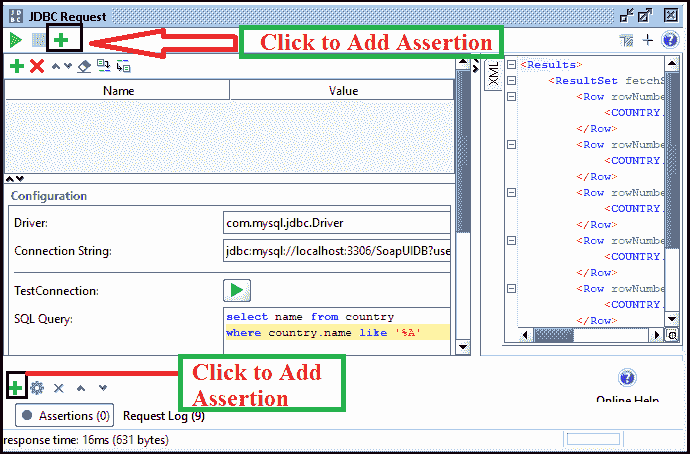 JDBC Request
Click to Add Assertion
Name Value
XML
<Results>
<ResultSet fetchS
<Row rowNumbe
<COUNTRY.
</Row>
<Row rowNumbe
<COUNTRY.
</Row>
<Row rowNumbe
<COUNTRY.
</Row>
<Row rowNumbe
<COUNTRY.
</Row>
<Row rowNumbe
<COUNTRY.
</Row>
Configuration
Driver: com.mysql.jdbc.Driver
Connection String: jdbc:mysql://localhost:3306/SoapUIDB?use
TestConnection:
SQL Query: select name from country
where country.name like '%A'
Click to Add
Assertion
Online Help
Assertions (0) Request Log (9)
response time: 16ms (631 bytes)